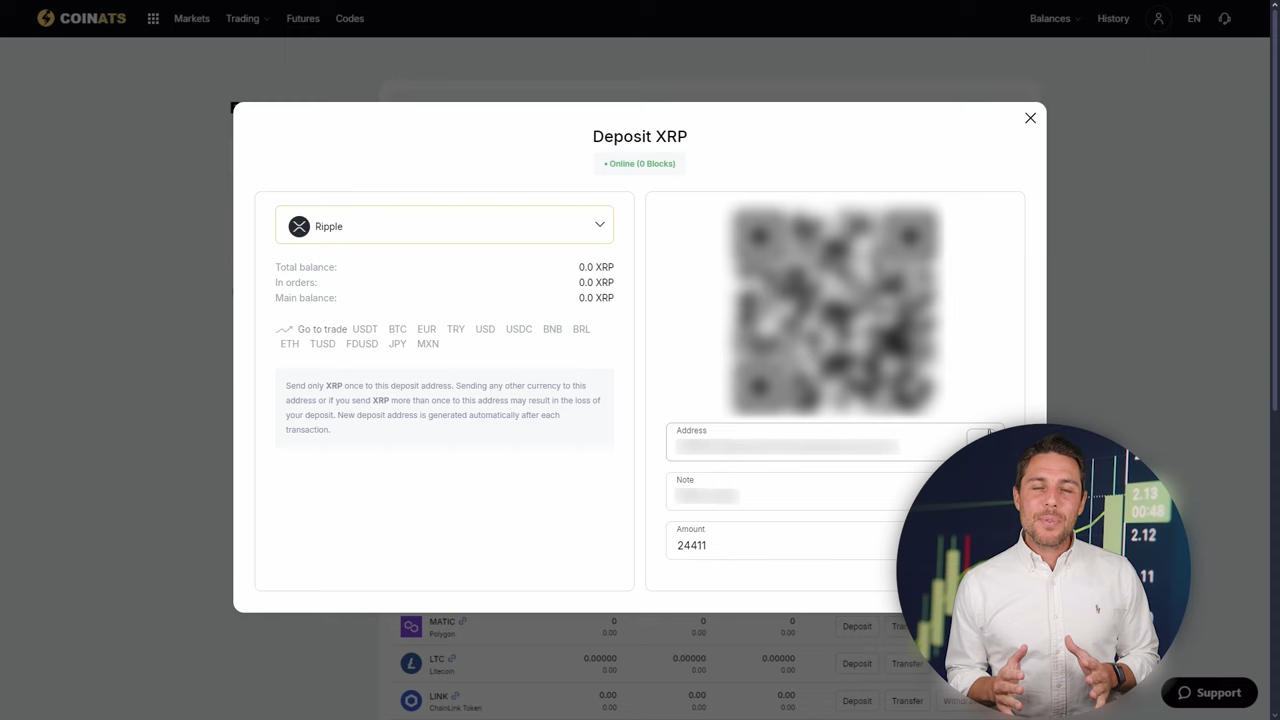 COINATS
Markets
Trading
Futures
Codes
Balances
History
EN
Deposit XRP
• Online (0 Blocks)
Ripple
Total balance: 0.0 XRP
In orders: 0.0 XRP
Main balance: 0.0 XRP
Go to trade USDT BTC EUR TRY USD USDC BNB BRL
ETH TUSD FDUSD JPY MXN
Send only XRP once to this deposit address. Sending any other currency to this
address or if you send XRP more than once to this address may result in the loss of
your deposit. New deposit address is generated automatically after each
transaction.
Address
Note
Amount
24411
2.13
00:48
2.12
11
MATIC 0 0 0
Polygon 0.00 0.00 0.00
Deposit
LTC 0.00000 0.00000 0.00000
Litecoin 0.00 0.00 0.00
Deposit Transfer
LINK 0.00 0.00 0.00
ChainLink Token 0.00 0.00 0.00
Deposit Transfer
Support